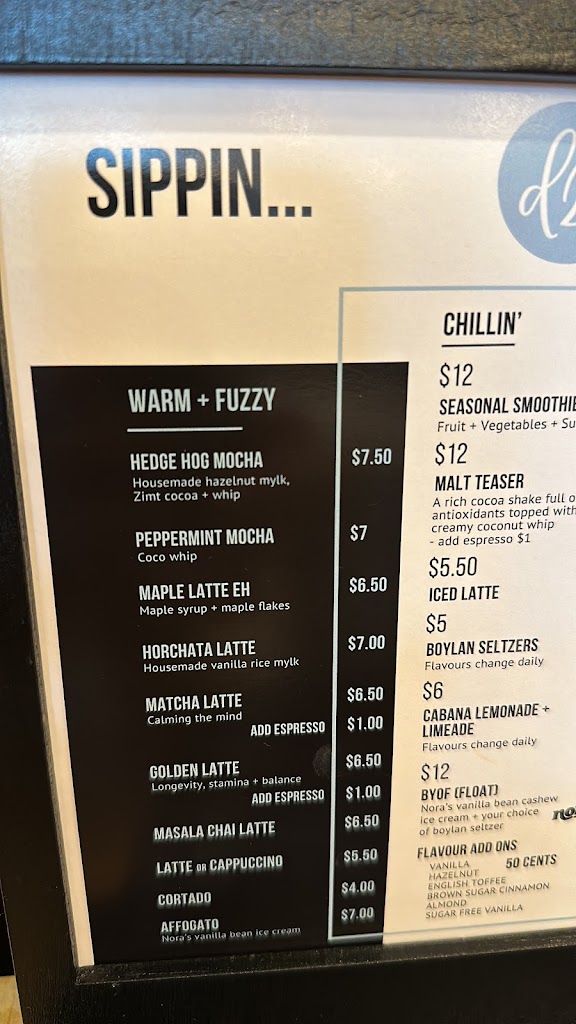 SIPPIN...
WARM + FUZZY
HEDGE HOG MOCHA $7.50
Housemade hazelnut mylk,
Zimt cocoa + whip
PEPPERMINT MOCHA $7
Coco whip
MAPLE LATTE EH $6.50
Maple syrup + maple flakes
HORCHATA LATTE $7.00
Housemade vanilla rice mylk
MATCHA LATTE $6.50
Calming the mind
ADD ESPRESSO $1.00
GOLDEN LATTE $6.50
Longevity, stamina + balance
ADD ESPRESSO $1.00
MASALA CHAI LATTE $6.50
LATTE OR CAPPUCCINO $5.50
CORTADO $4.00
AFFOGATO $7.00
Nora's vanilla bean ice cream
CHILLIN'
$12
SEASONAL SMOOTHIE
Fruit + Vegetables +
$12
MALT TEASER
A rich cocoa shake full
antioxidants topped with
creamy coconut whip
- add espresso $1
$5.50
ICED LATTE
$5
BOYLAN SELTZERS
Flavours change daily
$6
CABANA LEMONADE +
LIMEADE
Flavours change daily
$12
BYOF (FLOAT)
Nora's vanilla bean cashew
ice cream + your choice
of boylan seltzer
FLAVOUR ADD ONS
50 CENTS
VANILLA
HAZELNUT
ENGLISH TOFFEE
BROWN SUGAR CINNAMON
ALMOND
SUGAR FREE VANILLA